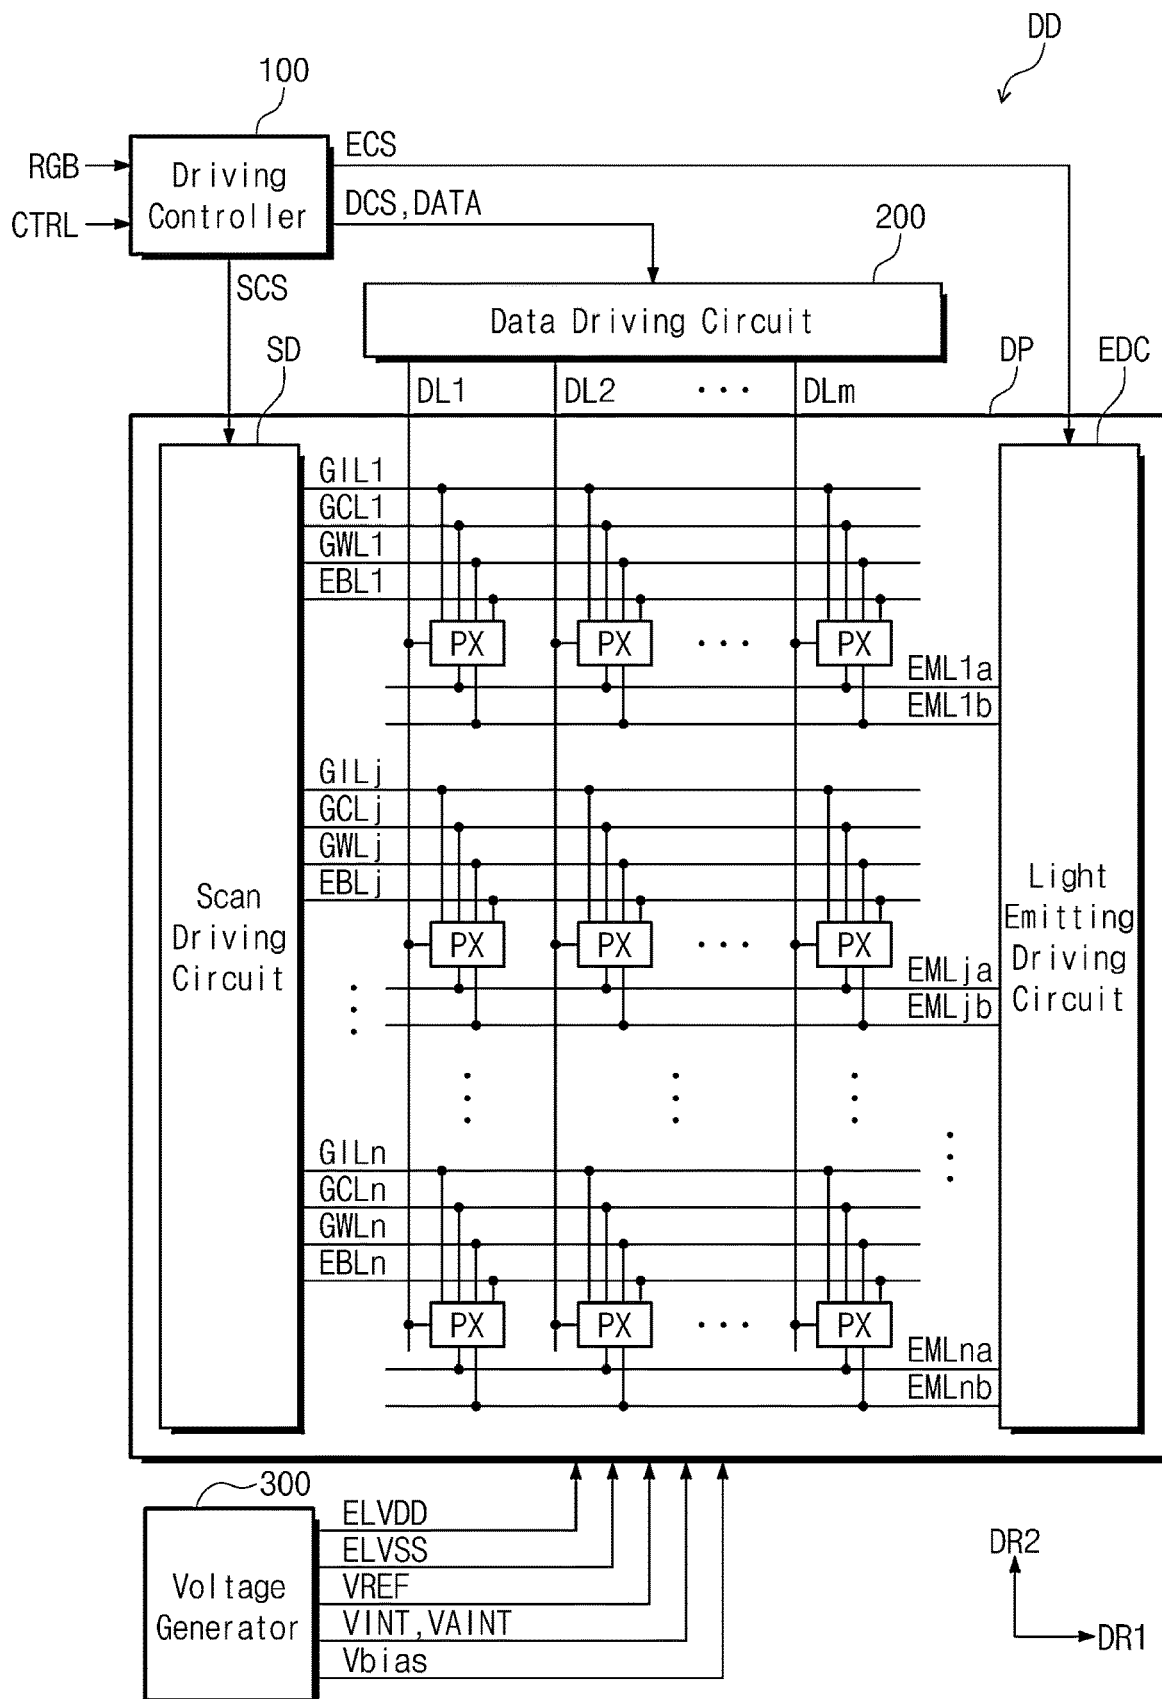 DD
100
RGB
CTRL
Driving
Controller
ECS
DCS,DATA
SCS
200
Data Driving Circuit
SD
DL1
DL2
DLm
DP
EDC
Scan
Driving
Circuit
GIL1
GCL1
GWL1
EBL1
PX PX ... PX
EML1a
EML1b
GILj
GCLj
GWLj
EBLj
PX PX ... PX
EMLja
EMLjb
Light
Emitting
Driving
Circuit
GILn
GCLn
GWLn
EBLn
PX PX ... PX
EMLna
EMLnb
300
Voltage
Generator
ELVDD
ELVSS
VREF
VINT,VAINT
Vbias
DR2
DR1